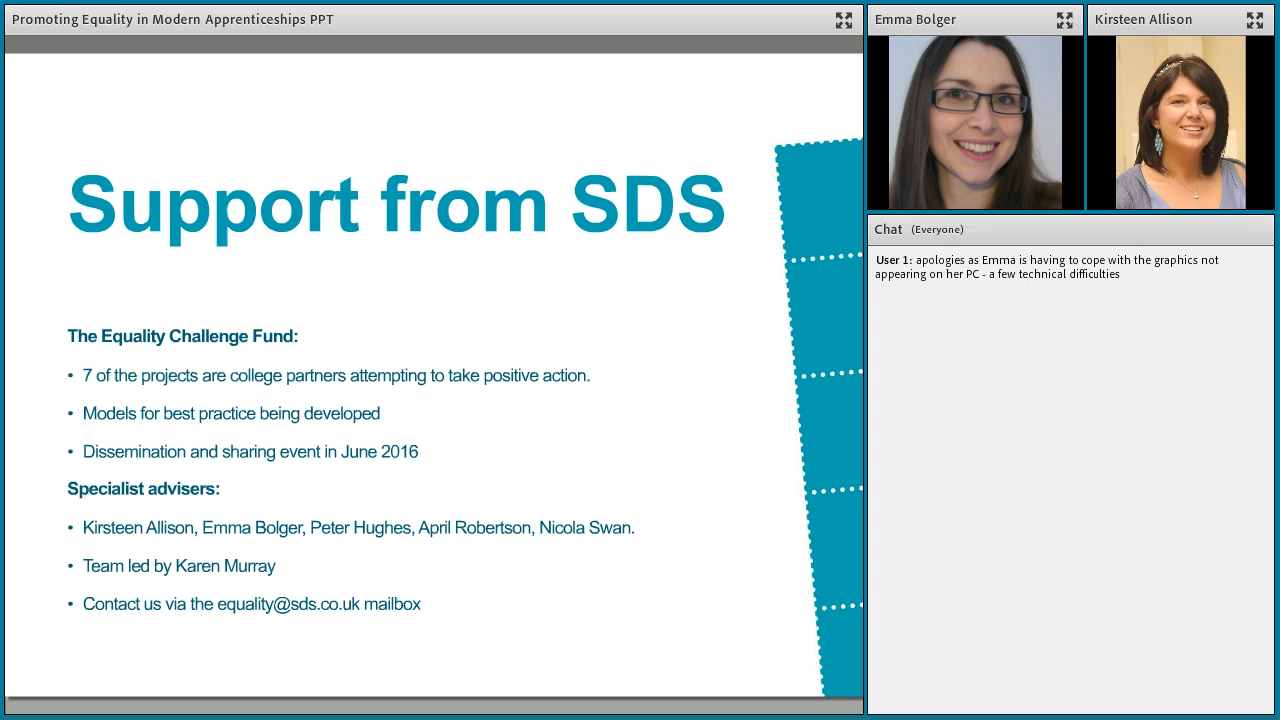 Promoting Equality in Modern Apprenticeships PPT
Emma Bolger
Kirsteen Allison
Support from SDS
The Equality Challenge Fund:
• 7 of the projects are college partners attempting to take positive action.
• Models for best practice being developed
• Dissemination and sharing event in June 2016
Specialist advisers:
• Kirsteen Allison, Emma Bolger, Peter Hughes, April Robertson, Nicola Swan.
• Team led by Karen Murray
• Contact us via the equality@sds.co.uk mailbox
Chat (Everyone)
User 1: apologies as Emma is having to cope with the graphics not
appearing on her PC - a few technical difficulties